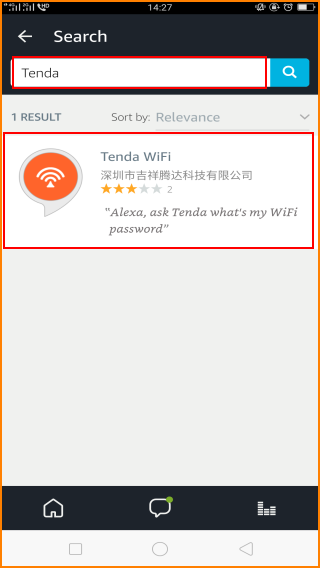 14:27
Search
Tenda
1 RESULT Sort by: Relevance
Tenda WiFi
深圳市吉祥腾达科技有限公司
2
"Alexa, ask Tenda what's my WiFi
password"